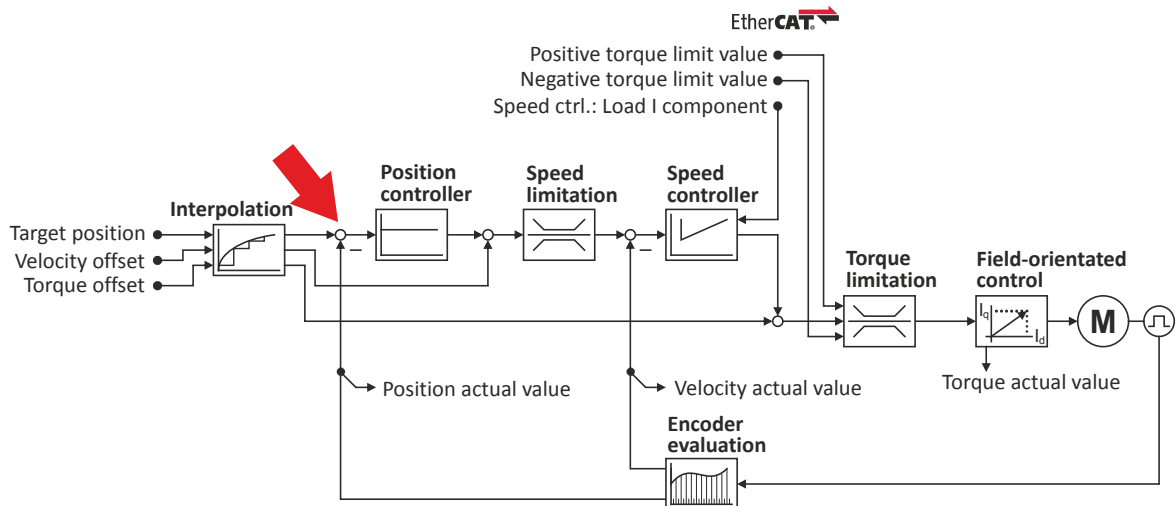 EtherCAT®
Positive torque limit value
Negative torque limit value
Speed ctrl.: Load I component
Position
controller
Speed
limitation
Speed
controller
Interpolation
Target position
Velocity offset
Torque offset
Torque
limitation
Field-orientated
control
Iq
Id
M
Position actual value
Velocity actual value
Torque actual value
Encoder
evaluation